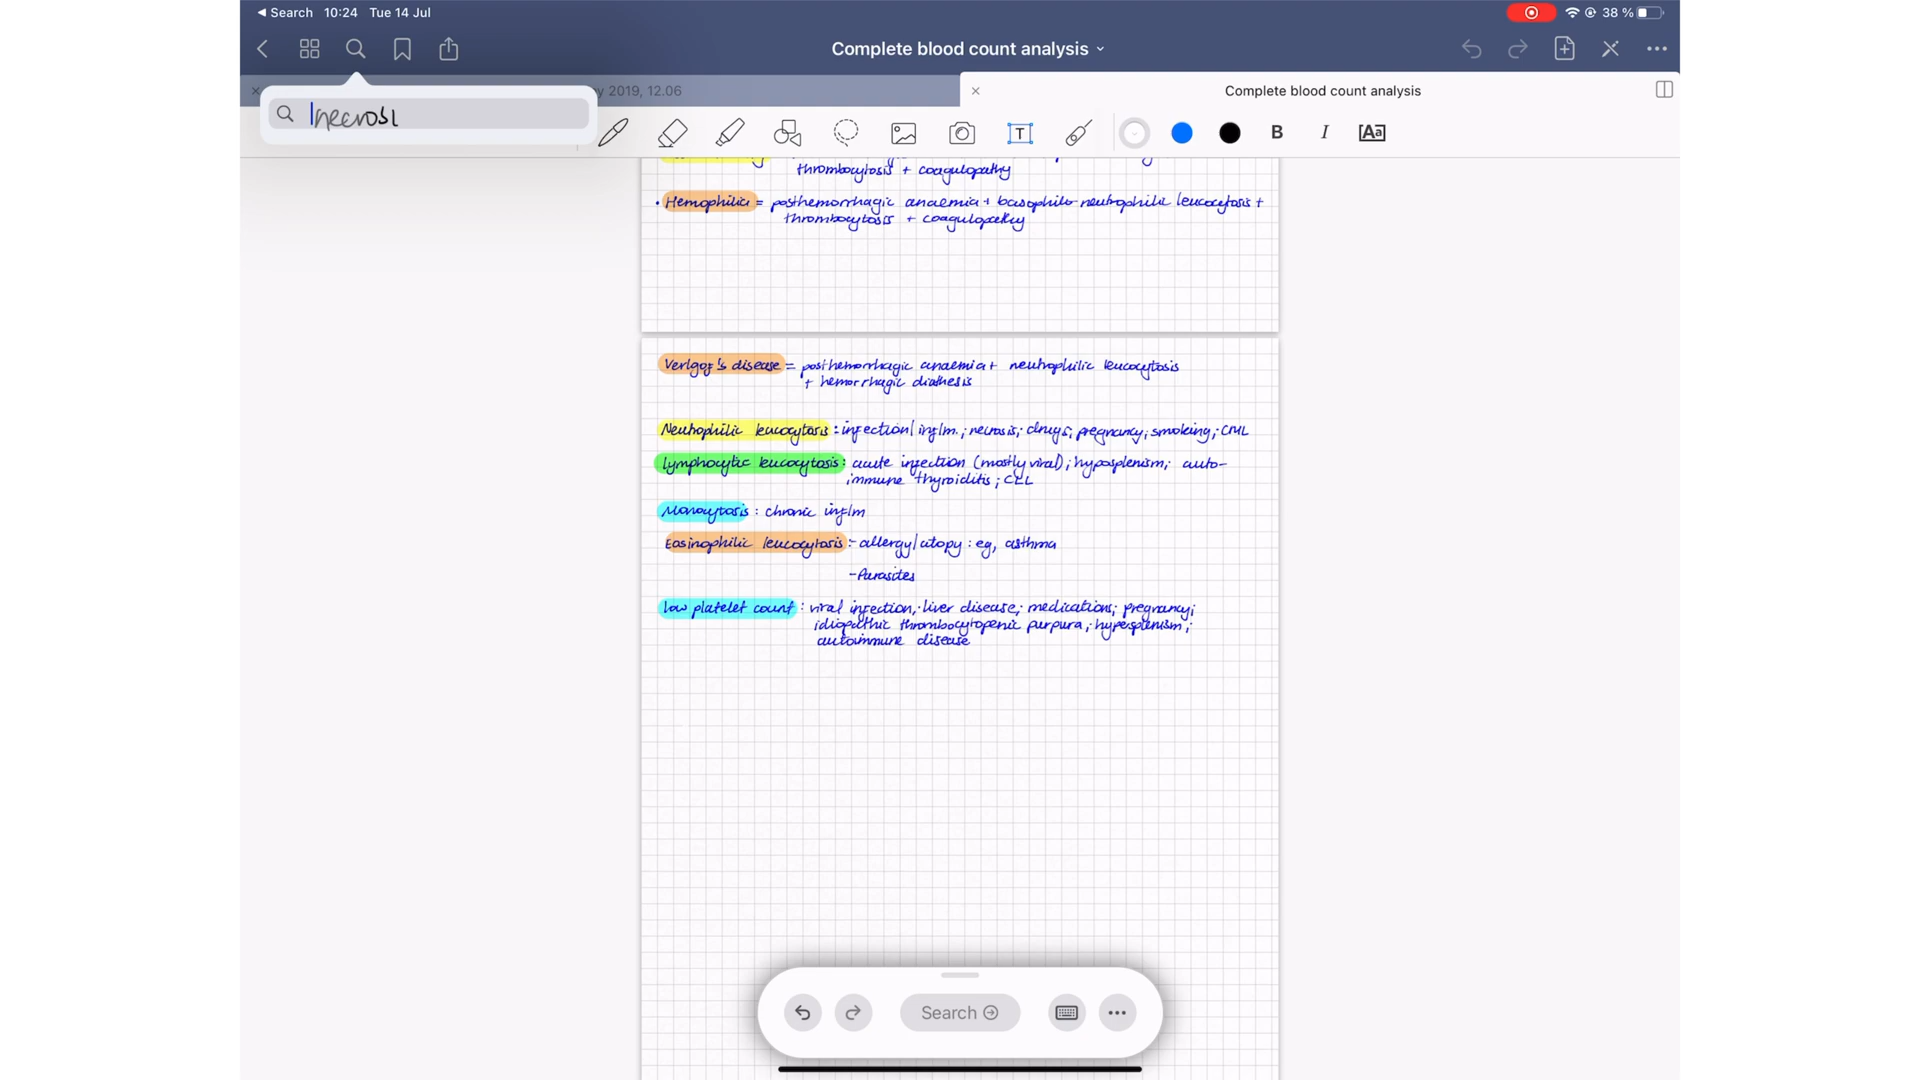 Search 10:24 Tue 14 Jul 38 %
Complete blood count analysis
2019, 12.06
Complete blood count analysis
necrosi
T B I Aa
thrombocytosis + coagulopathy
· Hemophilia = posthemorrhagic anaemia + basophilo neutrophilic leucocytosis +
thrombocytosis + coagulopathy
Verlgof's disease = posthemorrhagic anaemia + neutrophilic leucocytosis
+ hemorrhagic diathesis
Neutrophilic leucocytosis : infection/ inflm.; necrosis; drugs; pregnancy; smoking; CML
Lymphocytic leucocytosis : acute infection (mostly viral); hyposplenism; auto-
immune thyroiditis; CLL
Monocytosis : chronic inflm
Eosinophilic leucocytosis :- allergy/atopy : eg, asthma
-Parasites
low platelet count : viral infection; liver disease; medications; pregnancy;
idiopathic thrombocytopenic purpura; hypersplenism;
autoimmune disease
Search